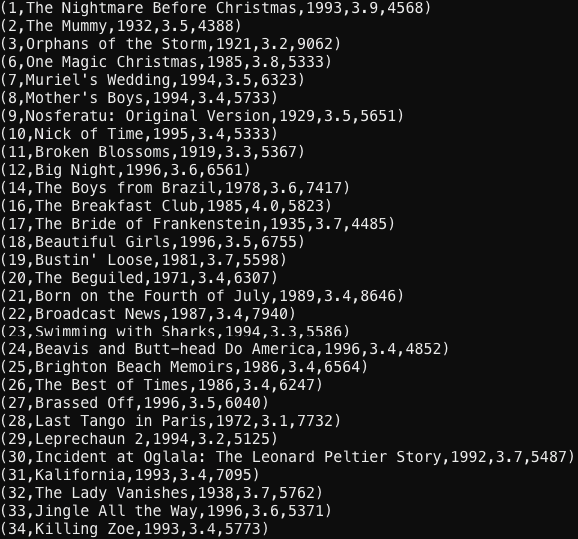 (1,The Nightmare Before Christmas,1993,3.9,4568)
(2,The Mummy,1932,3.5,4388)
(3,Orphans of the Storm,1921,3.2,9062)
(6,One Magic Christmas,1985,3.8,5333)
(7,Muriel's Wedding,1994,3.5,6323)
(8,Mother's Boys,1994,3.4,5733)
(9,Nosferatu: Original Version,1929,3.5,5651)
(10,Nick of Time,1995,3.4,5333)
(11,Broken Blossoms,1919,3.3,5367)
(12,Big Night,1996,3.6,6561)
(14,The Boys from Brazil,1978,3.6,7417)
(16,The Breakfast Club,1985,4.0,5823)
(17,The Bride of Frankenstein,1935,3.7,4485)
(18,Beautiful Girls,1996,3.5,6755)
(19,Bustin' Loose,1981,3.7,5598)
(20,The Beguiled,1971,3.4,6307)
(21,Born on the Fourth of July,1989,3.4,8646)
(22,Broadcast News,1987,3.4,7940)
(23,Swimming with Sharks,1994,3.3,5586)
(24,Beavis and Butt-head Do America,1996,3.4,4852)
(25,Brighton Beach Memoirs,1986,3.4,6564)
(26,The Best of Times,1986,3.4,6247)
(27,Brassed Off,1996,3.5,6040)
(28,Last Tango in Paris,1972,3.1,7732)
(29,Leprechaun 2,1994,3.2,5125)
(30,Incident at Oglala: The Leonard Peltier Story,1992,3.7,5487)
(31,Kalifornia,1993,3.4,7095)
(32,The Lady Vanishes,1938,3.7,5762)
(33,Jingle All the Way,1996,3.6,5371)
(34,Killing Zoe,1993,3.4,5773)